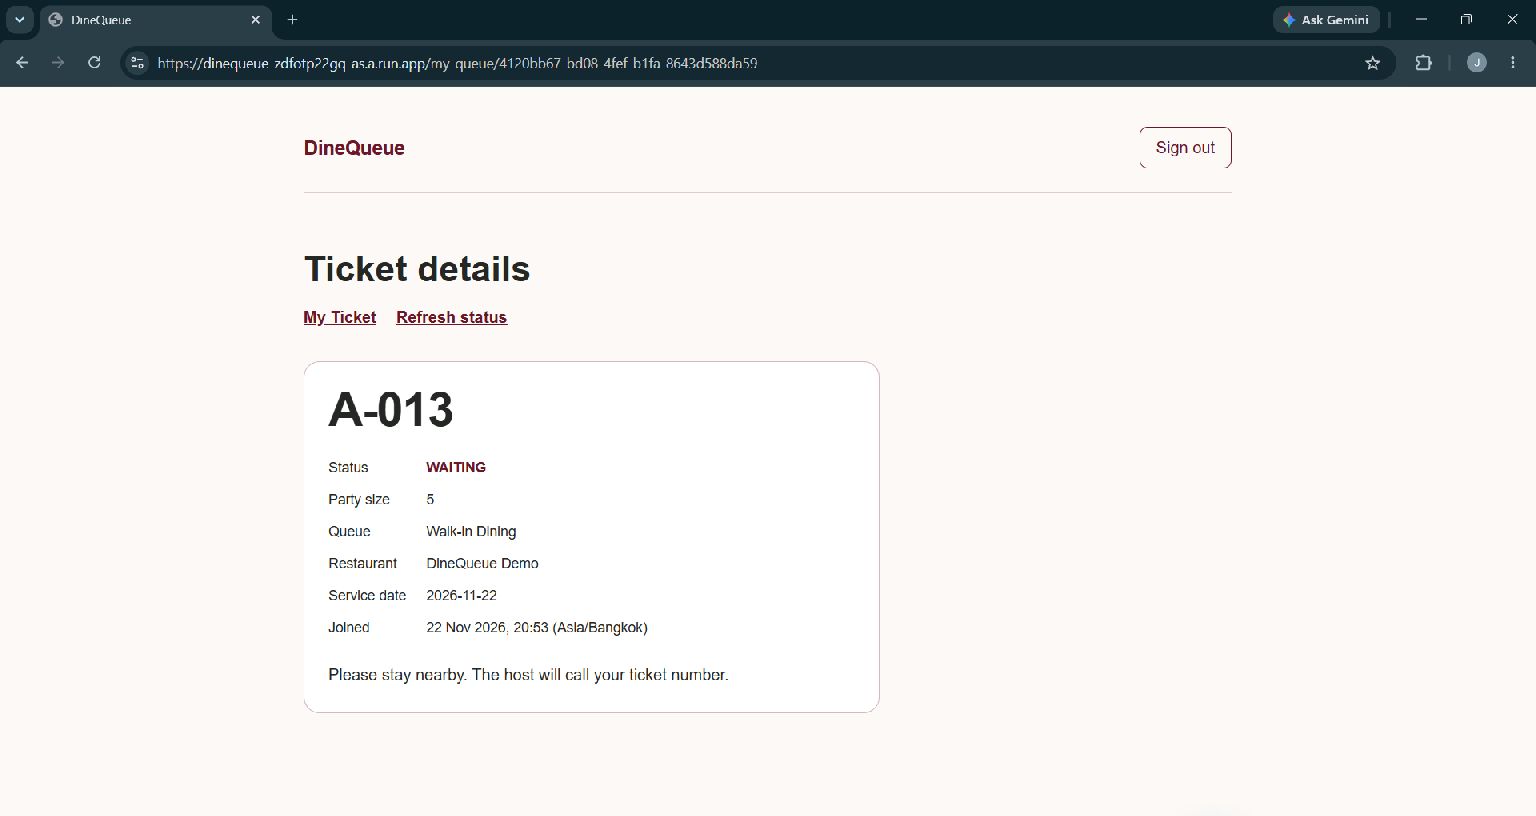 DineQueue
Ask Gemini
https://dinequeue-zdfotp22gq-as.a.run.app/my-queue/4120bb67-bd08-4fef-b1fa-8643d588da59
J
DineQueue
Sign out
Ticket details
My Ticket Refresh status
A-013
Status WAITING
Party size 5
Queue Walk-in Dining
Restaurant DineQueue Demo
Service date 2026-11-22
Joined 22 Nov 2026, 20:53 (Asia/Bangkok)
Please stay nearby. The host will call your ticket number.